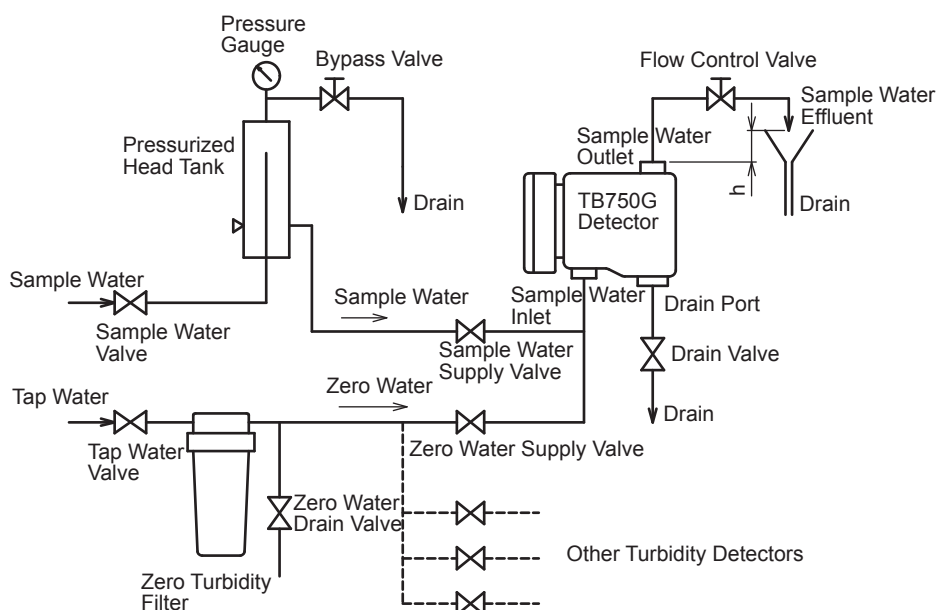 Pressure
Gauge
Bypass Valve
Flow Control Valve
Sample Water
Effluent
Pressurized
Head Tank
Sample Water
Outlet
h
TB750G
Detector
Drain
Drain
Sample Water
Sample Water
Valve
Sample Water
Sample Water
Inlet
Drain Port
Sample Water
Supply Valve
Drain Valve
Zero Water
Tap Water
Drain
Tap Water
Valve
Zero Water Supply Valve
Zero Water
Drain Valve
Other Turbidity Detectors
Zero Turbidity
Filter